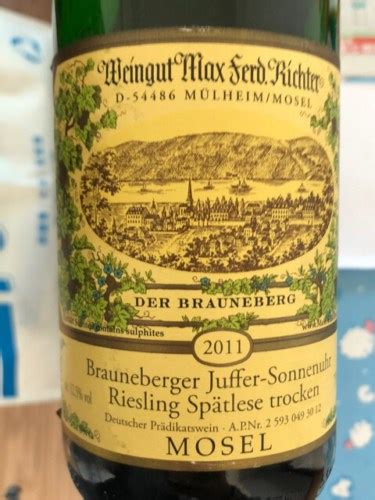 Weingut Max Ferd. Richter
D-54486 MÜLHEIM/MOSEL
DER BRAUNEBERG
sulphites
2011
Brauneberger Juffer-Sonnenuhr
Riesling Spätlese trocken
Deutscher Prädikatswein · A.P.Nr. 2 593 049 30 12
MOSEL